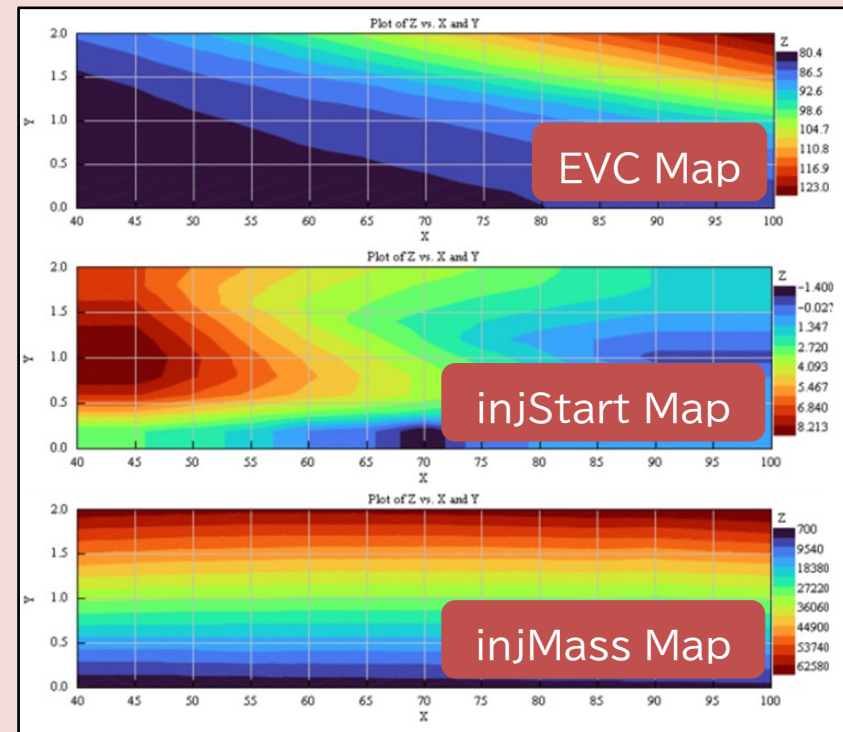 Plot of Z vs. X and Y
Z
2.0
1.5
1.0
0.5
0.0
Y
80.4
86.5
92.6
98.6
104.7
110.8
116.9
123.0
EVC Map
40 45 50 55 60 65 70 75 80 85 90 95 100
X
Plot of Z vs. X and Y
Z
2.0
1.5
1.0
0.5
0.0
Y
-1.400
-0.027
1.347
2.720
4.093
5.467
6.840
8.213
injStart Map
40 45 50 55 60 65 70 75 80 85 90 95 100
X
Plot of Z vs. X and Y
Z
2.0
1.5
1.0
0.5
0.0
Y
700
9540
18380
27220
36060
44900
53740
62580
injMass Map
40 45 50 55 60 65 70 75 80 85 90 95 100
X